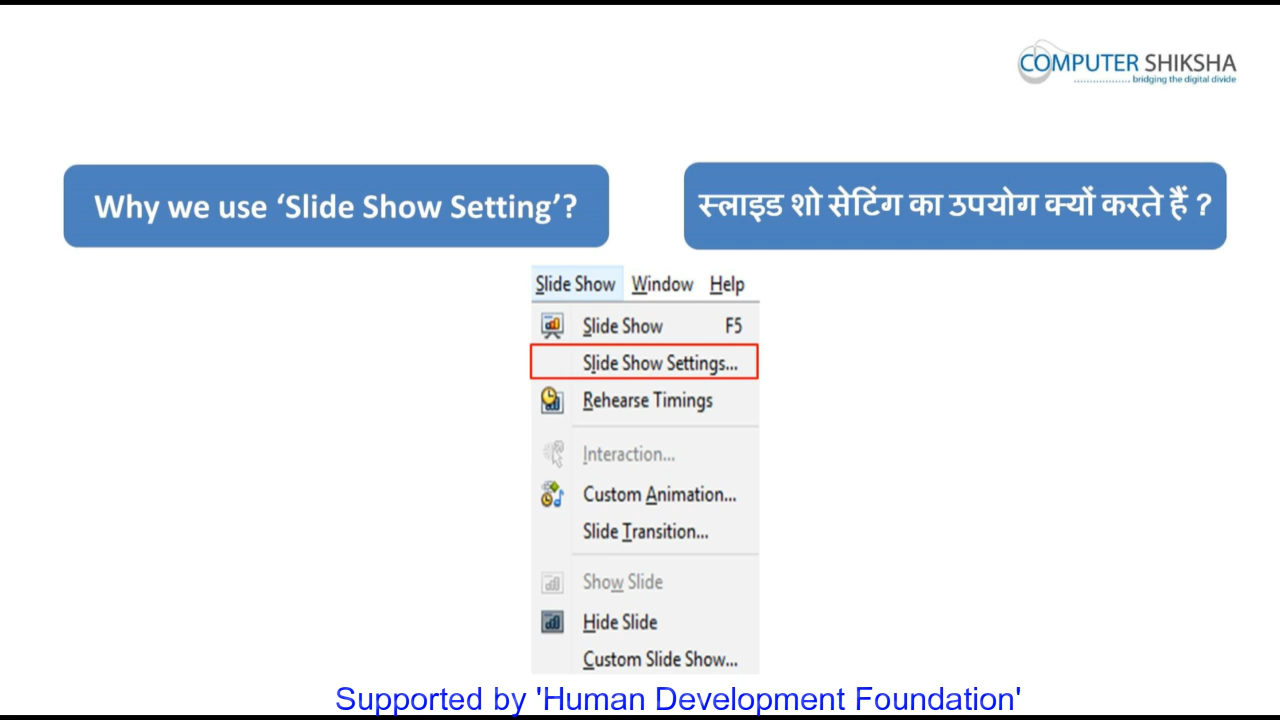 COMPUTER SHIKSHA
bridging the digital divide
Why we use ‘Slide Show Setting’?
स्लाइड शो सेटिंग का उपयोग क्यों करते हैं ?
Slide Show Window Help
Slide Show F5
Slide Show Settings...
Rehearse Timings
Interaction...
Custom Animation...
Slide Transition...
Show Slide
Hide Slide
Custom Slide Show...
Supported by 'Human Development Foundation'